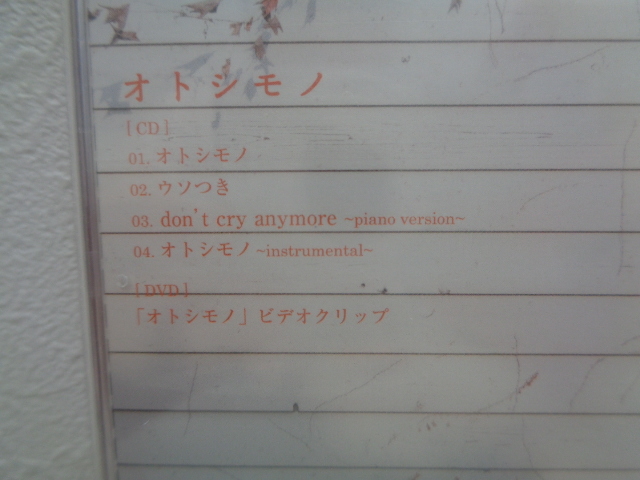 オトシモノ
[CD]
01. オトシモノ
02. ウソつき
03. don't cry anymore ~piano version~
04. オトシモノ ~instrumental~
[DVD]
「オトシモノ」ビデオクリップ